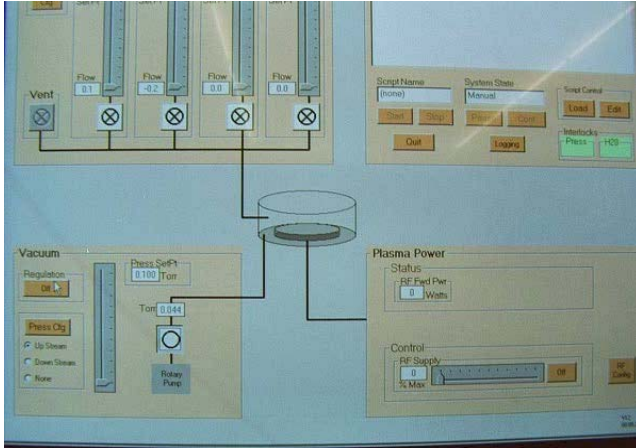 Cfg
Flow
Flow
Flow
Flow
0.1
-0.2
0.0
0.0
Vent
Script Name
System State
(none)
Manual
Script Control
Load
Edit
Start
Stop
Quit
Logging
Interlocks
Press
H20
Vacuum
Regulation
Off
Press SetPt
0.100 Torr
Torr 0.044
Press Cfg
Up Stream
Down Stream
None
Rotary
Pump
Plasma Power
Status
RF Fwd Pwr
0 Watts
Control
RF Supply
0
% Max
Off
RF
Config